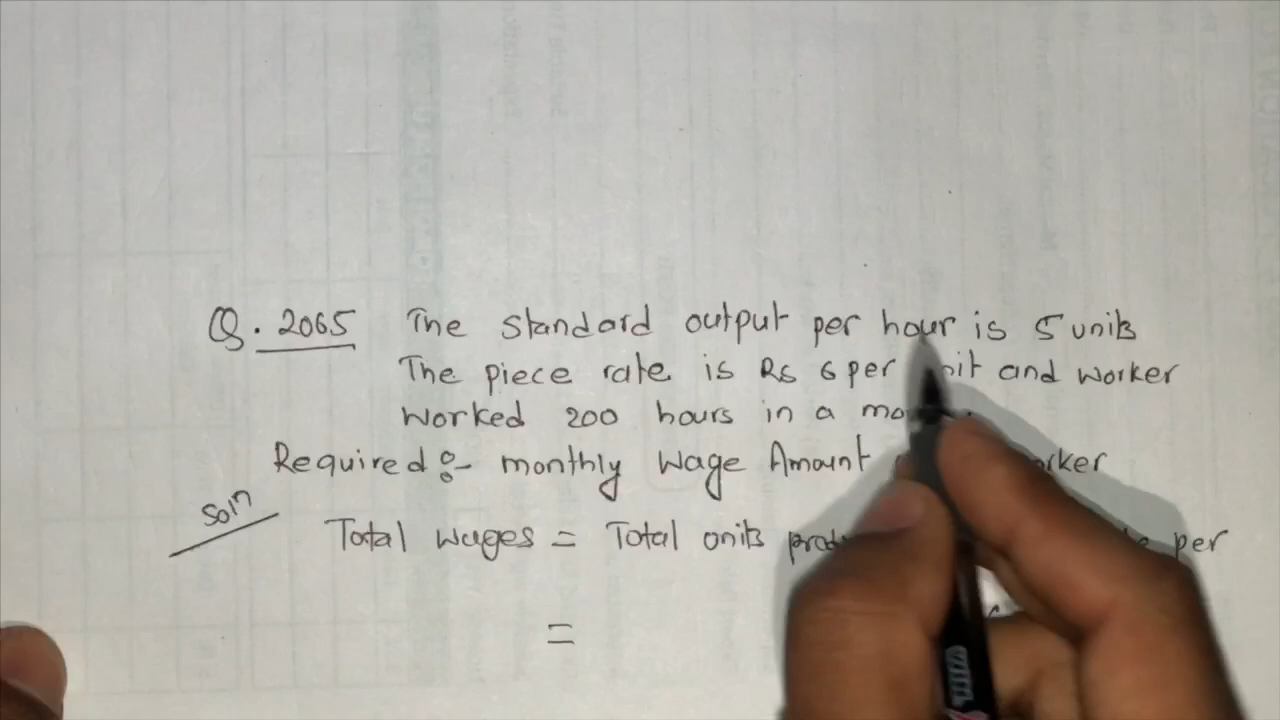 Q. 2065 The standard output per hour is 5 units
The piece rate is Rs 6 per and worker
worked 200 hours in a
Required :- monthly wage Amount
Soln
Total wages = Total units per
=